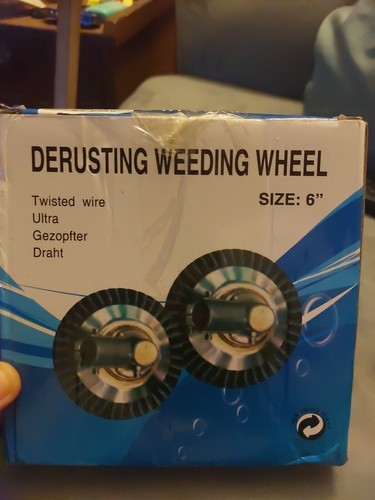 DERUSTING WEEDING WHEEL
Twisted wire
SIZE: 6”
Ultra
Gezopfter
Draht